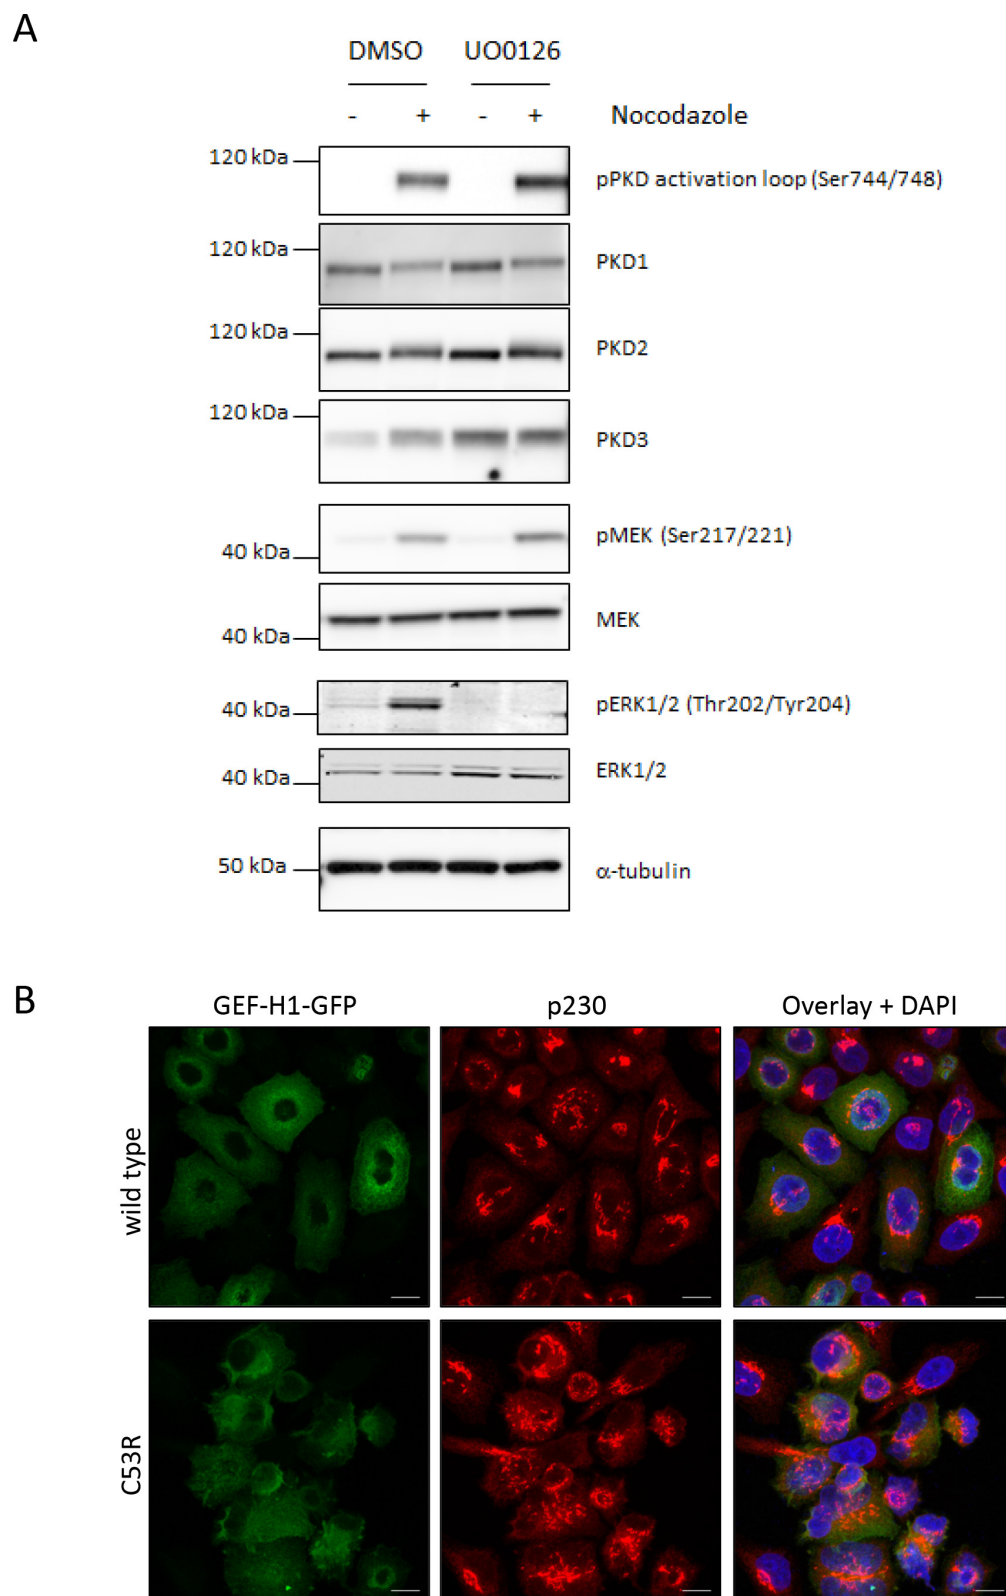 A
DMSO UO0126
- + - + Nocodazole
120 kDa pPKD activation loop (Ser744/748)
120 kDa PKD1
120 kDa PKD2
120 kDa PKD3
40 kDa pMEK (Ser217/221)
40 kDa MEK
40 kDa pERK1/2 (Thr202/Tyr204)
40 kDa ERK1/2
50 kDa α-tubulin
B
GEF-H1-GFP p230 Overlay + DAPI
wild type
C53R